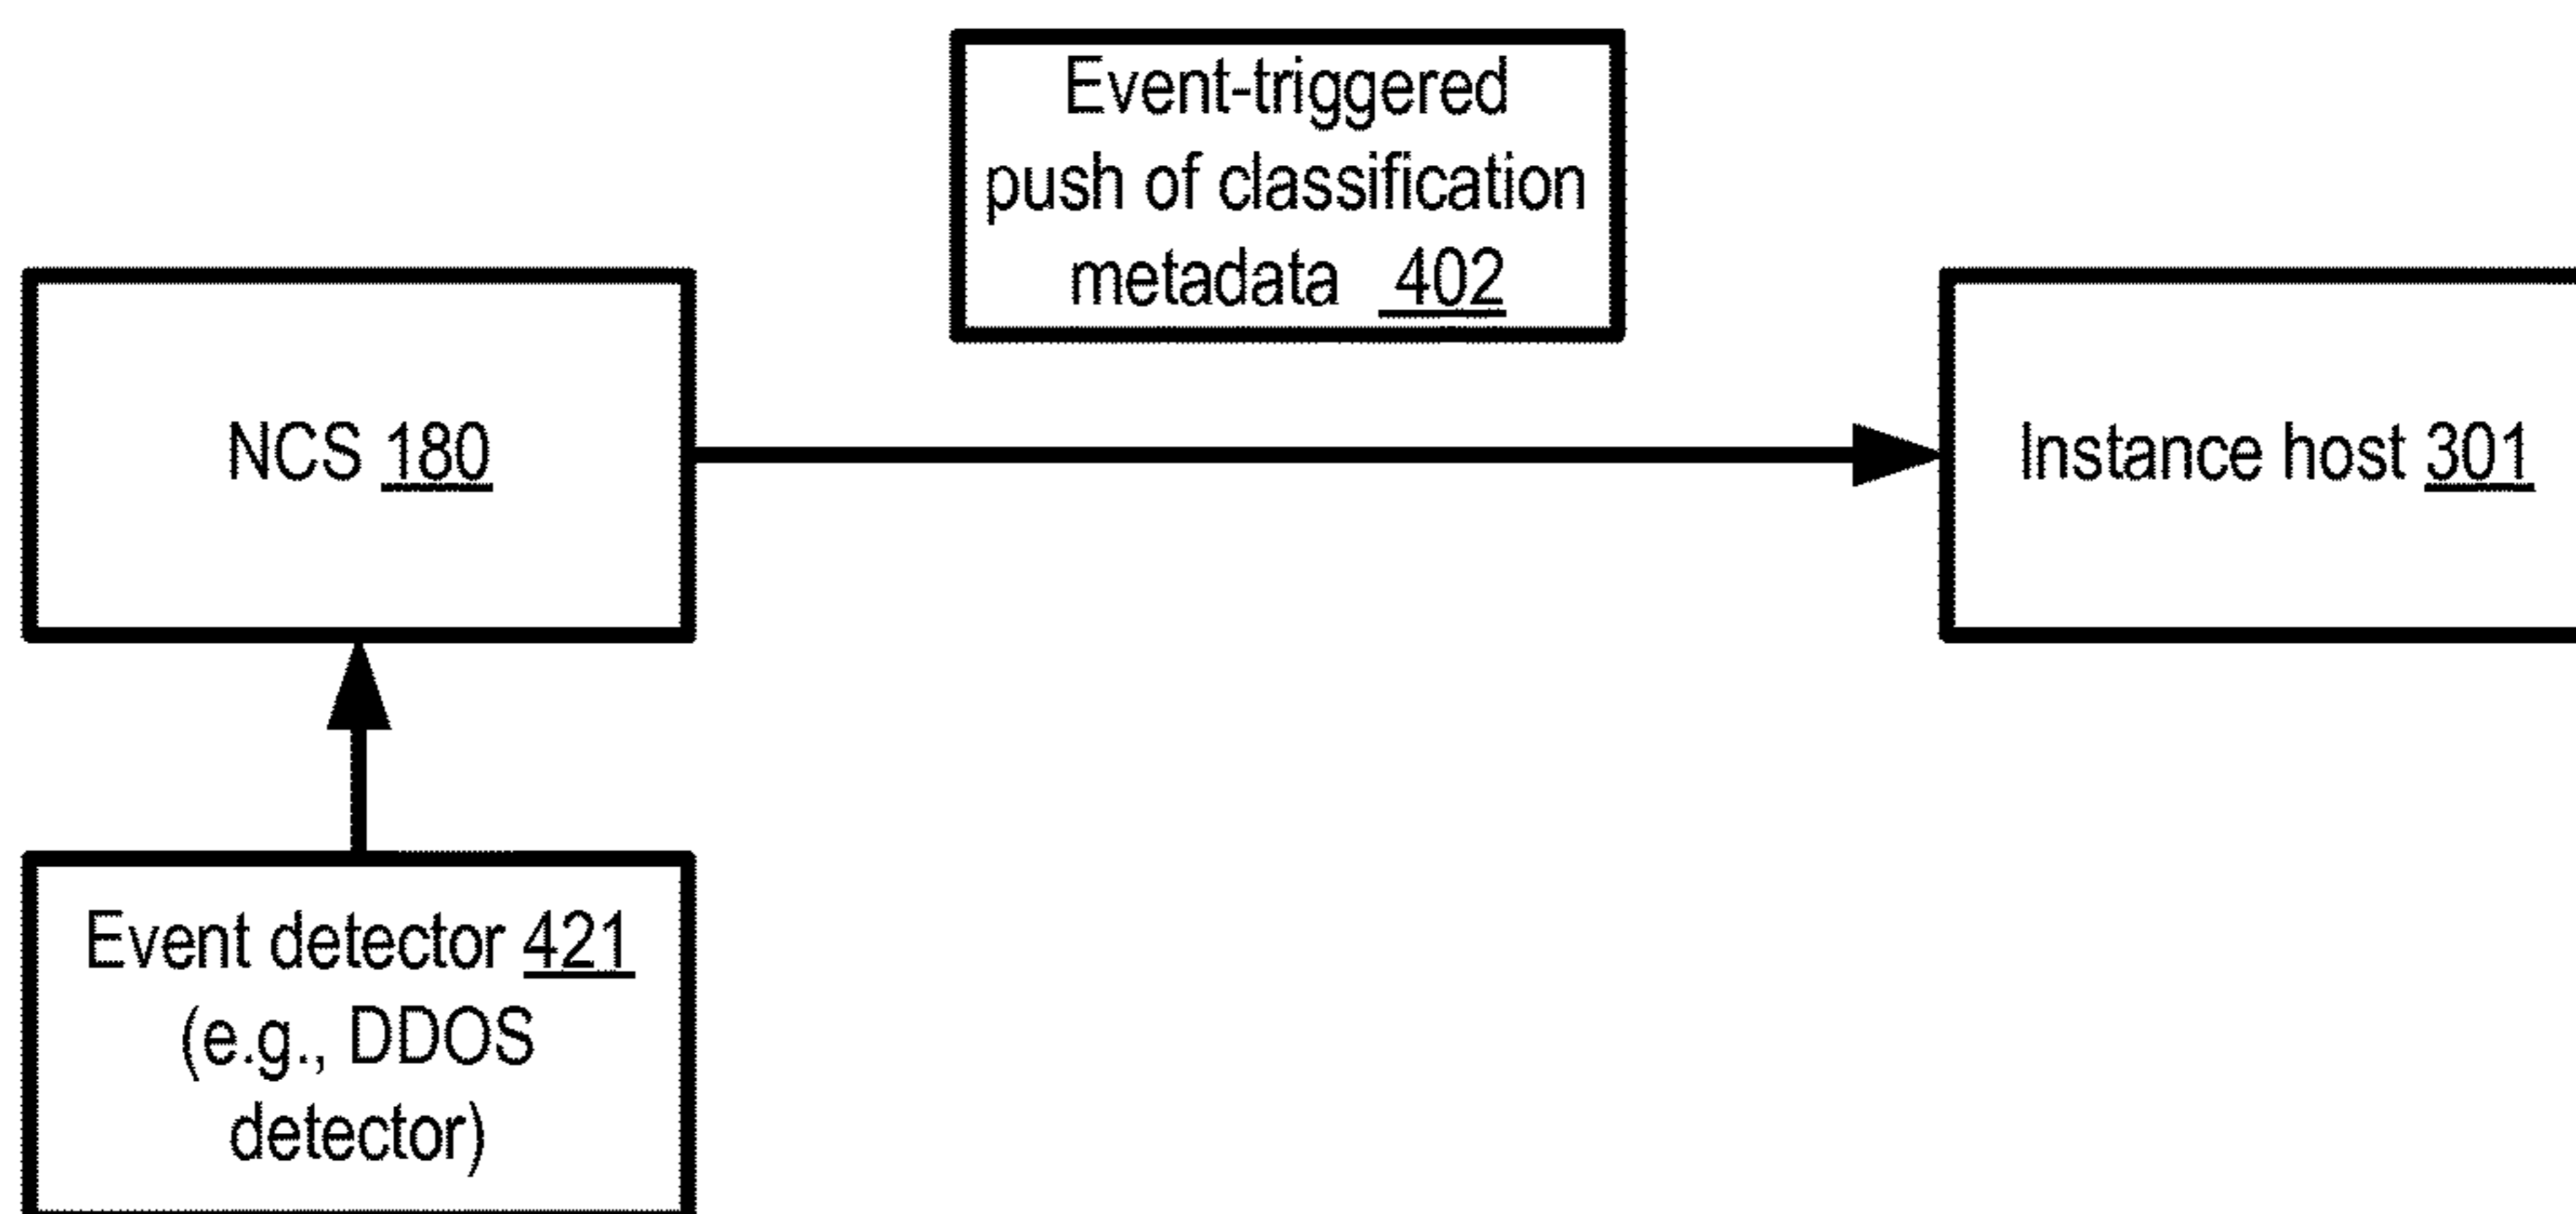 Event-triggered
push of classification
metadata 402
NCS 180
Instance host 301
Event detector 421
(e.g., DDOS
detector)